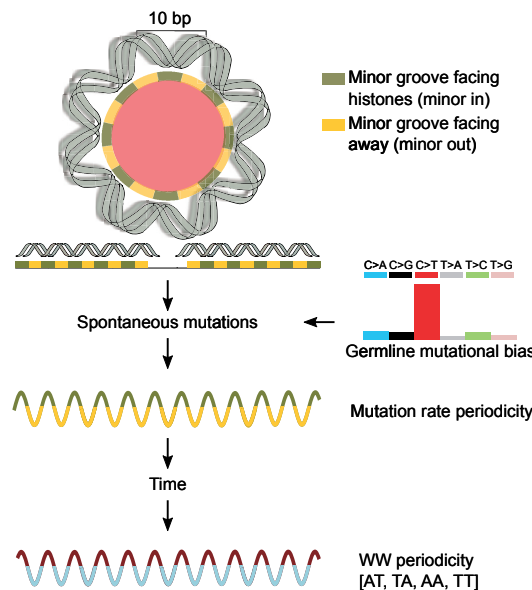 10 bp
Minor groove facing
histones (minor in)
Minor groove facing
away (minor out)
C>A C>G C>T T>A T>C T>G
Spontaneous mutations
Germline mutational bias
Mutation rate periodicity
Time
WW periodicity
[AT, TA, AA, TT]